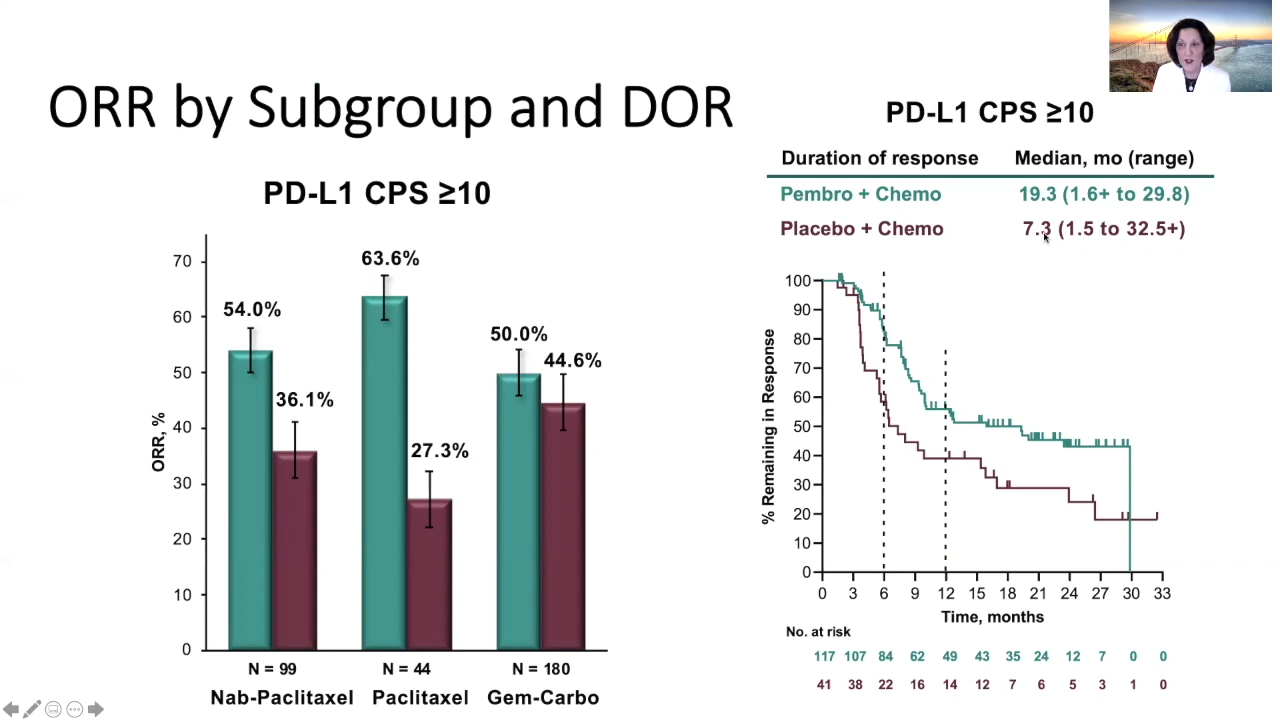 ORR by Subgroup and DOR
PD-L1 CPS ≥10
ORR, %
70
60
50
40
30
20
10
0
54.0%
36.1%
63.6%
27.3%
50.0%
44.6%
N = 99
N = 44
N = 180
Nab-Paclitaxel
Paclitaxel
Gem-Carbo
PD-L1 CPS ≥10
Duration of response Median, mo (range)
Pembro + Chemo 19.3 (1.6+ to 29.8)
Placebo + Chemo 7.3 (1.5 to 32.5+)
% Remaining in Response
100
90
80
70
60
50
40
30
20
10
0
0 3 6 9 12 15 18 21 24 27 30 33
Time, months
No. at risk
117 107 84 62 49 43 35 24 12 7 0 0
41 38 22 16 14 12 7 6 5 3 1 0